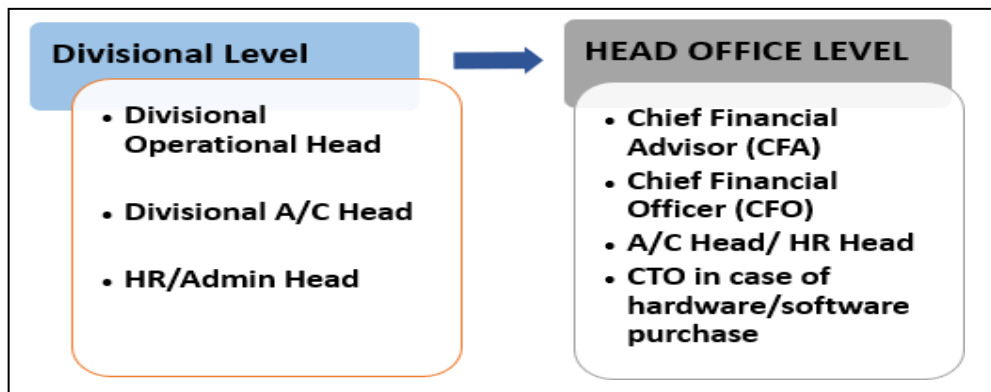 Divisional Level
• Divisional
Operational Head
• Divisional A/C Head
• HR/Admin Head
HEAD OFFICE LEVEL
• Chief Financial
Advisor (CFA)
• Chief Financial
Officer (CFO)
• A/C Head/ HR Head
• CTO in case of
hardware/software
purchase